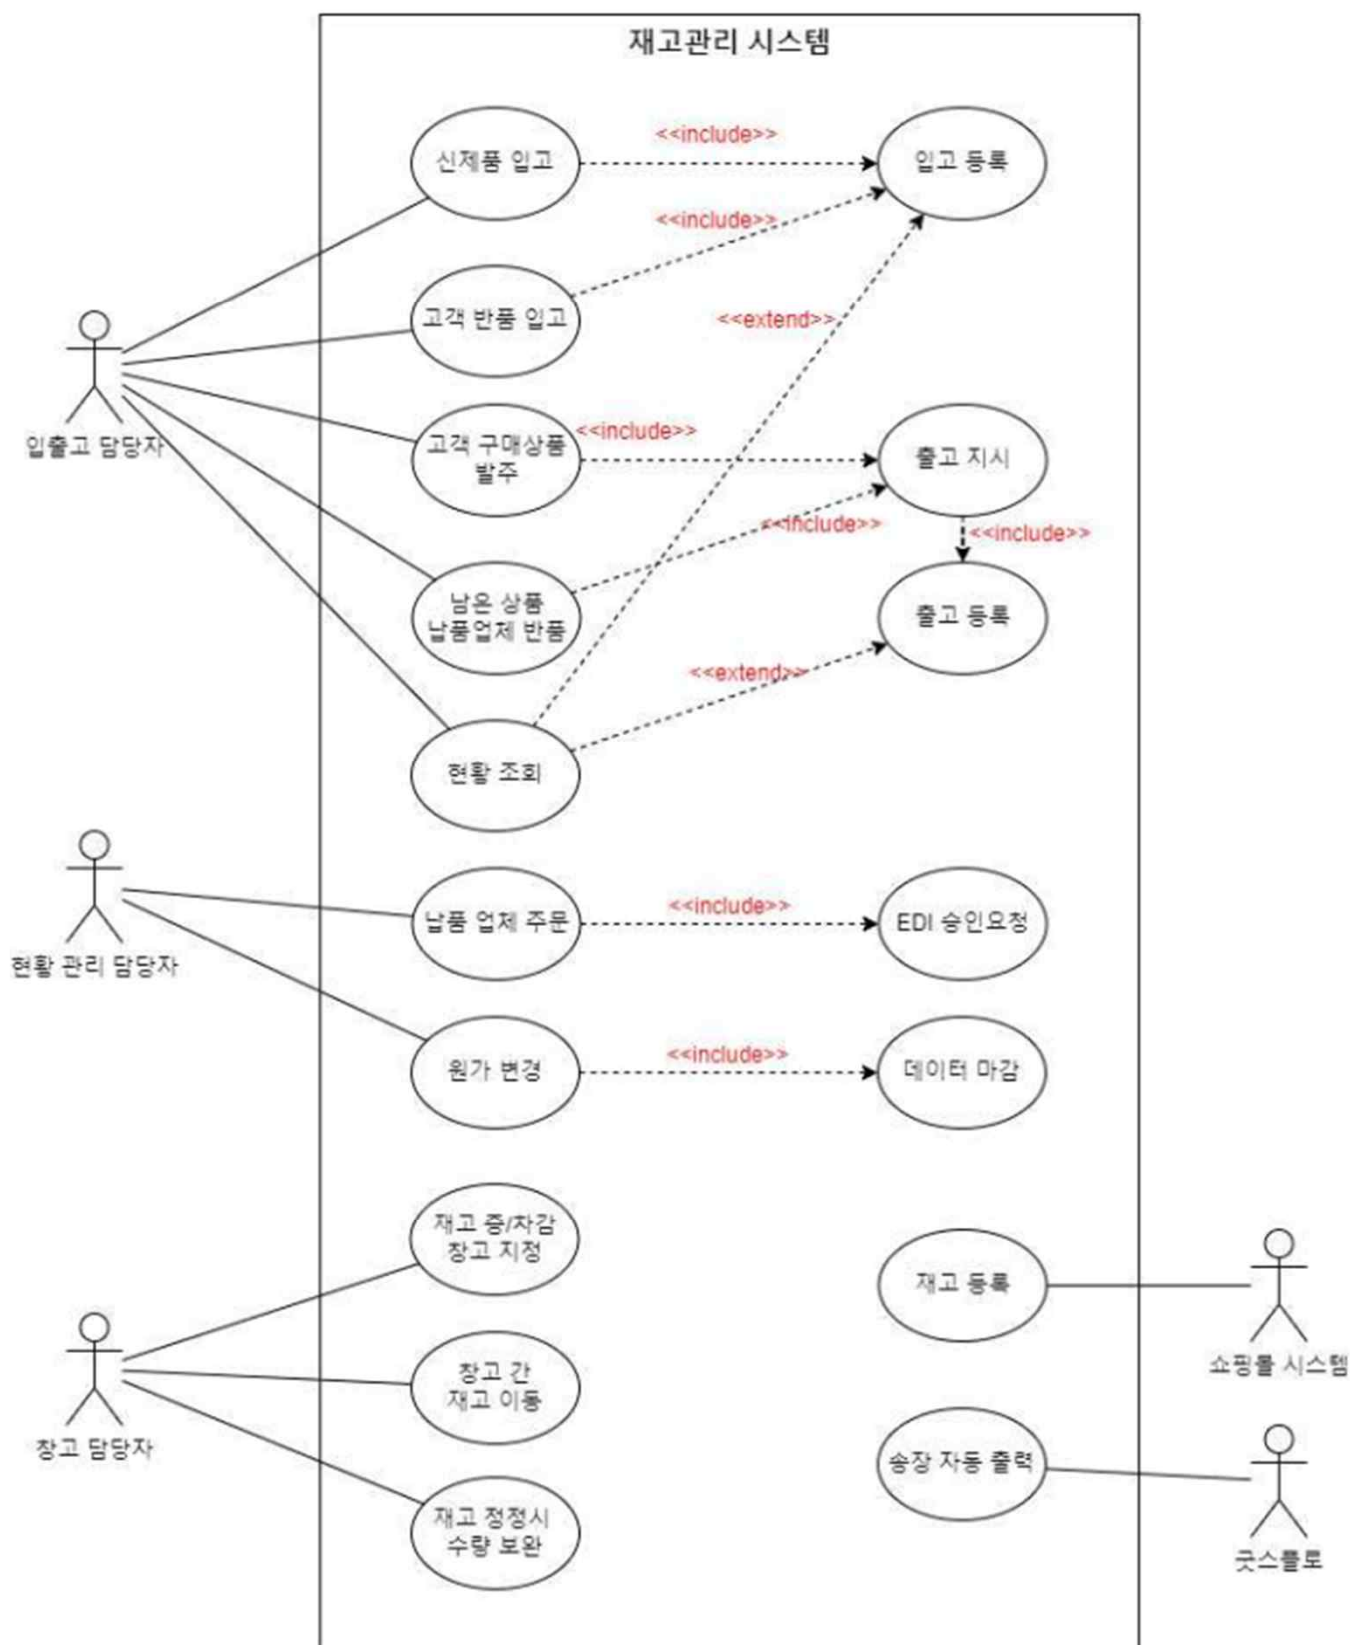 재고관리 시스템
신제품 입고
<<include>>
입고 등록
<<include>>
고객 반품 입고
<<extend>>
입출고 담당자
고객 구매상품
발주
<<include>>
출고 지시
<<include>>
<<include>>
남은 상품
납품업체 반품
출고 등록
<<extend>>
현황 조회
현황 관리 담당자
납품 업체 주문
<<include>>
EDI 승인요청
원가 변경
<<include>>
데이터 마감
재고 증/차감
창고 지정
재고 등록
쇼핑몰 시스템
창고 간
재고 이동
창고 담당자
송장 자동 출력
굿스플로
재고 정정시
수량 보완